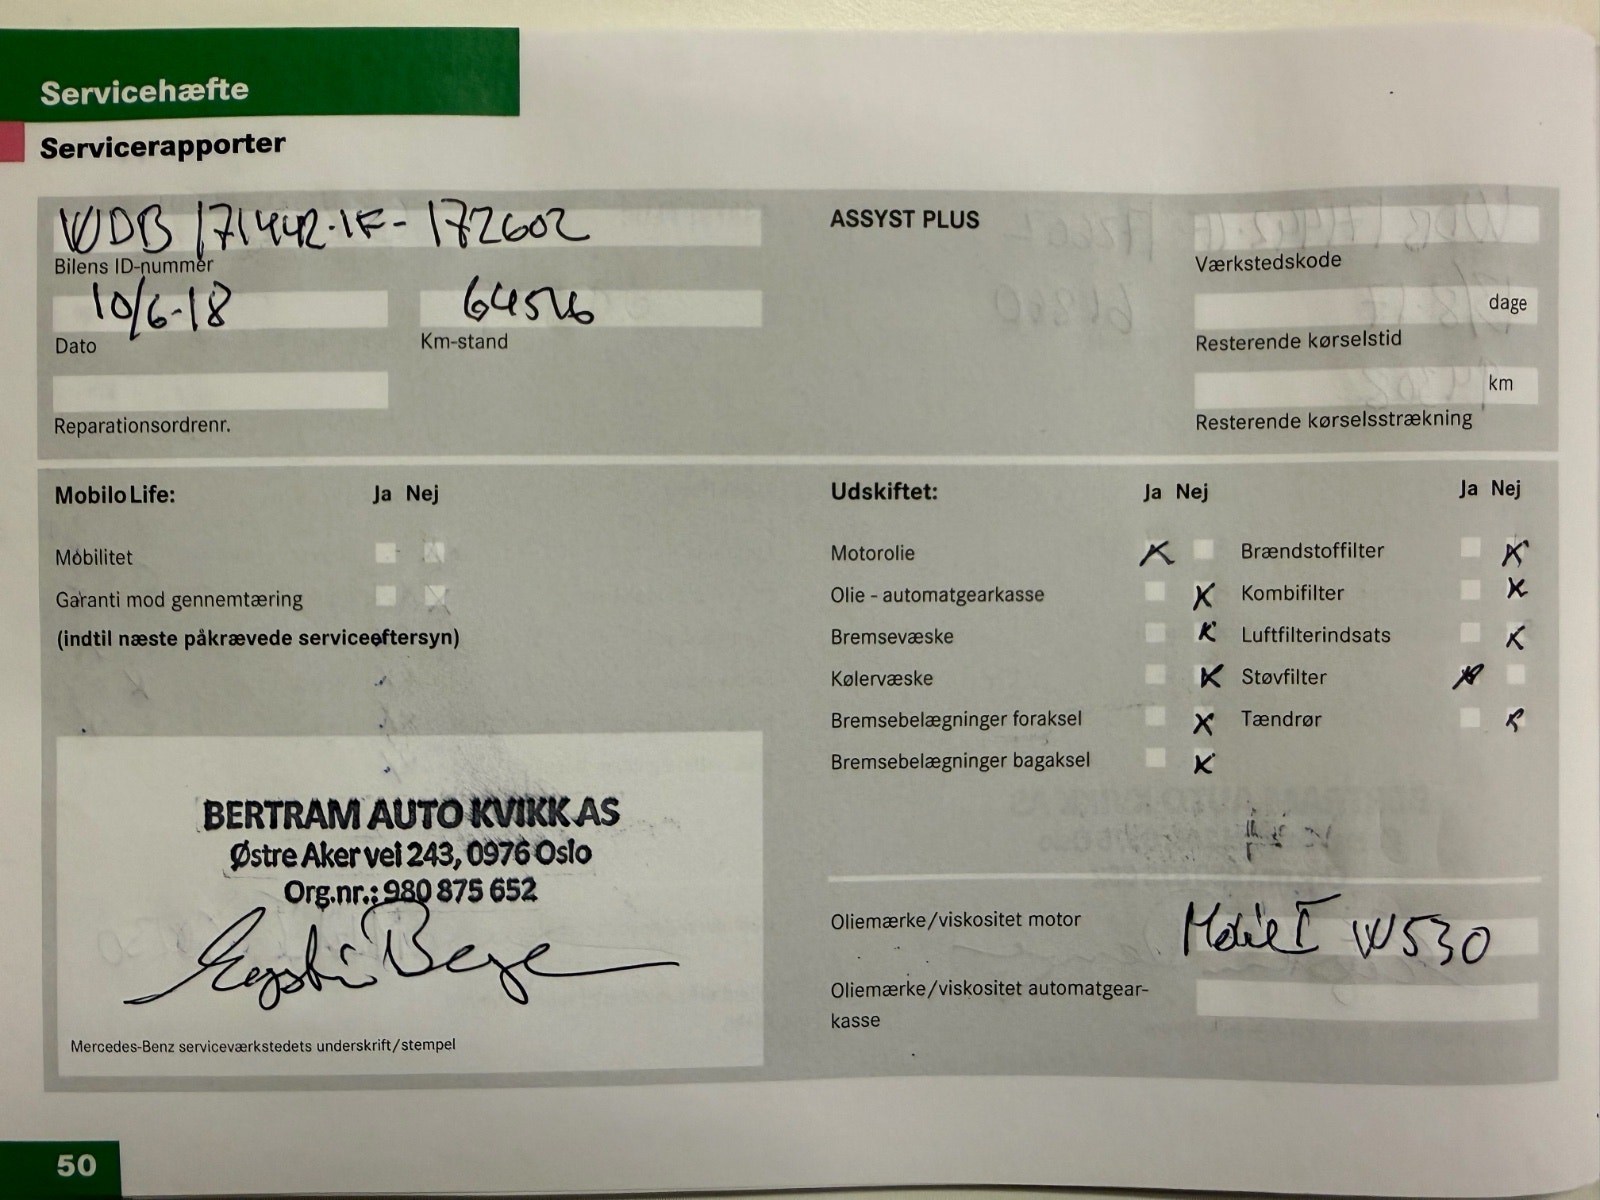 Servicehæfte
Servicerapporter
WDB 171442-1F-172602
Bilens ID-nummer
10/6-18
Dato
64526
Km-stand
Reparationsordrenr.
ASSYST PLUS
Værkstedskode
dage
Resterende kørselstid
km
Resterende kørselsstrækning
MobiloLife: Ja Nej
Mobilitet
Garanti mod gennemtæring
(indtil næste påkrævede serviceeftersyn)
BERTRAM AUTO KVIKK AS
Østre Aker vei 243, 0976 Oslo
Org.nr.: 980 875 652
Mercedes-Benz serviceværkstedets underskrift/stempel
Udskiftet: Ja Nej
Motorolie
Olie - automatgearkasse
Bremsevæske
Kølervæske
Bremsebelægninger foraksel
Bremsebelægninger bagaksel
Ja Nej
Brændstoffilter
Kombifilter
Luftfilterindsats
Støvfilter
Tændrør
Oliemærke/viskositet motor
W530
Oliemærke/viskositet automatgear-
kasse
50